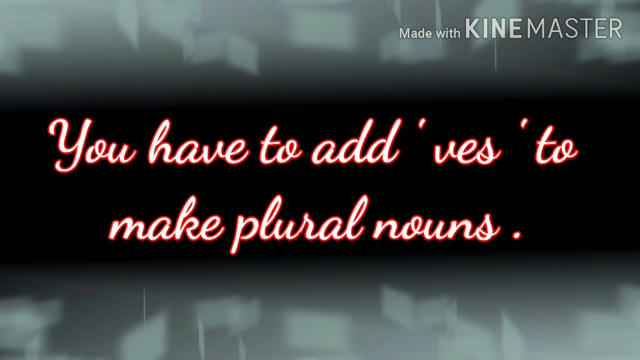 Made with KINEMASTER
You have to add ' ves ' to
make plural nouns .